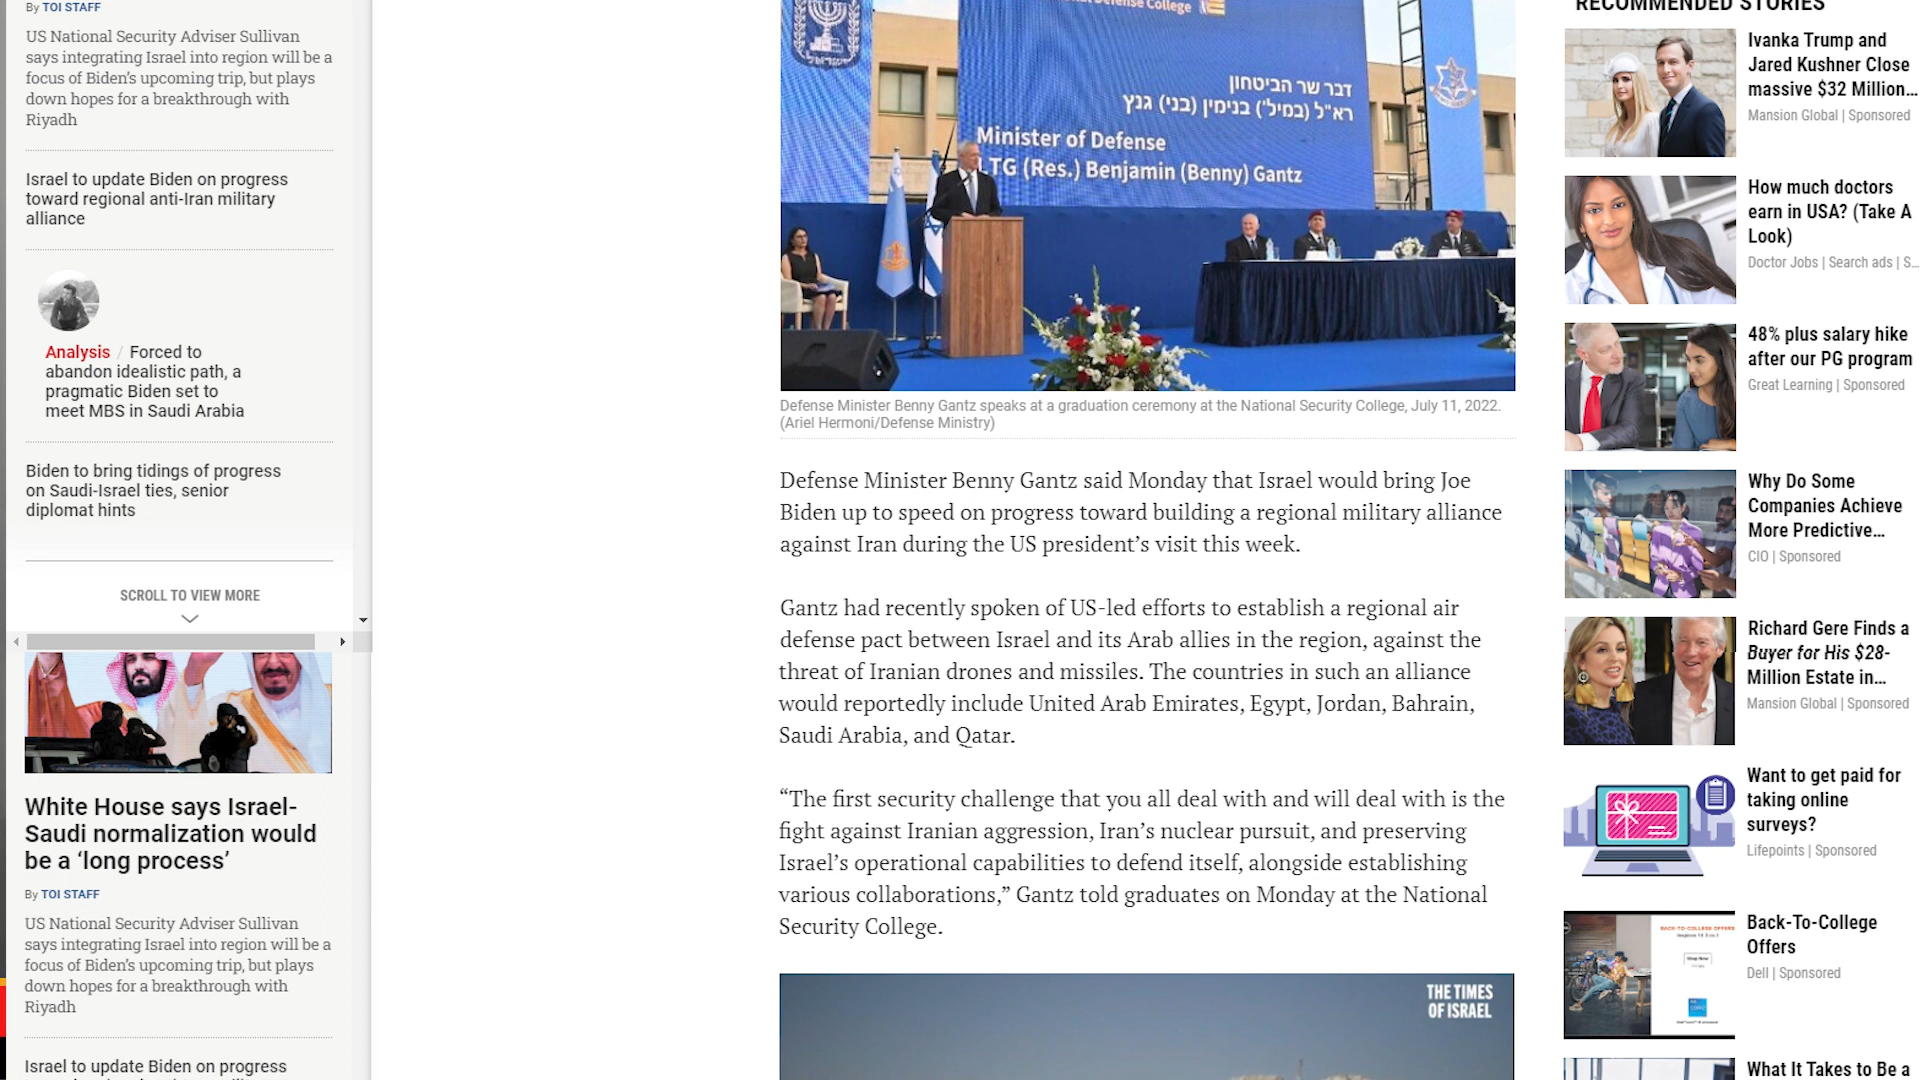 By TOI STAFF
US National Security Adviser Sullivan
says integrating Israel into region will be a
focus of Biden's upcoming trip, but plays
down hopes for a breakthrough with
Riyadh
Israel to update Biden on progress
toward regional anti-Iran military
alliance
Analysis / Forced to
abandon idealistic path, a
pragmatic Biden set to
meet MBS in Saudi Arabia
Biden to bring tidings of progress
on Saudi-Israel ties, senior
diplomat hints
SCROLL TO VIEW MORE
White House says Israel-
Saudi normalization would
be a ‘long process’
By TOI STAFF
US National Security Adviser Sullivan
says integrating Israel into region will be a
focus of Biden's upcoming trip, but plays
down hopes for a breakthrough with
Riyadh
Israel to update Biden on progress
Defense College
דבר שר הביטחון
רא"ל (במיל') בנימין (בני) גנץ
Minister of Defense
LTG (Res.) Benjamin (Benny) Gantz
Defense Minister Benny Gantz speaks at a graduation ceremony at the National Security College, July 11, 2022.
(Ariel Hermoni/Defense Ministry)
Defense Minister Benny Gantz said Monday that Israel would bring Joe
Biden up to speed on progress toward building a regional military alliance
against Iran during the US president’s visit this week.
Gantz had recently spoken of US-led efforts to establish a regional air
defense pact between Israel and its Arab allies in the region, against the
threat of Iranian drones and missiles. The countries in such an alliance
would reportedly include United Arab Emirates, Egypt, Jordan, Bahrain,
Saudi Arabia, and Qatar.
“The first security challenge that you all deal with and will deal with is the
fight against Iranian aggression, Iran’s nuclear pursuit, and preserving
Israel’s operational capabilities to defend itself, alongside establishing
various collaborations,” Gantz told graduates on Monday at the National
Security College.
THE TIMES
OF ISRAEL
RECOMMENDED STORIES
Ivanka Trump and
Jared Kushner Close
massive $32 Million...
Mansion Global | Sponsored
How much doctors
earn in USA? (Take A
Look)
Doctor Jobs | Search ads | S...
48% plus salary hike
after our PG program
Great Learning | Sponsored
Why Do Some
Companies Achieve
More Predictive...
CIO | Sponsored
Richard Gere Finds a
Buyer for His $28-
Million Estate in...
Mansion Global | Sponsored
Want to get paid for
taking online
surveys?
Lifepoints | Sponsored
BACK-TO-COLLEGE OFFERS
Shop Now
Back-To-College
Offers
Dell | Sponsored
What It Takes to Be a